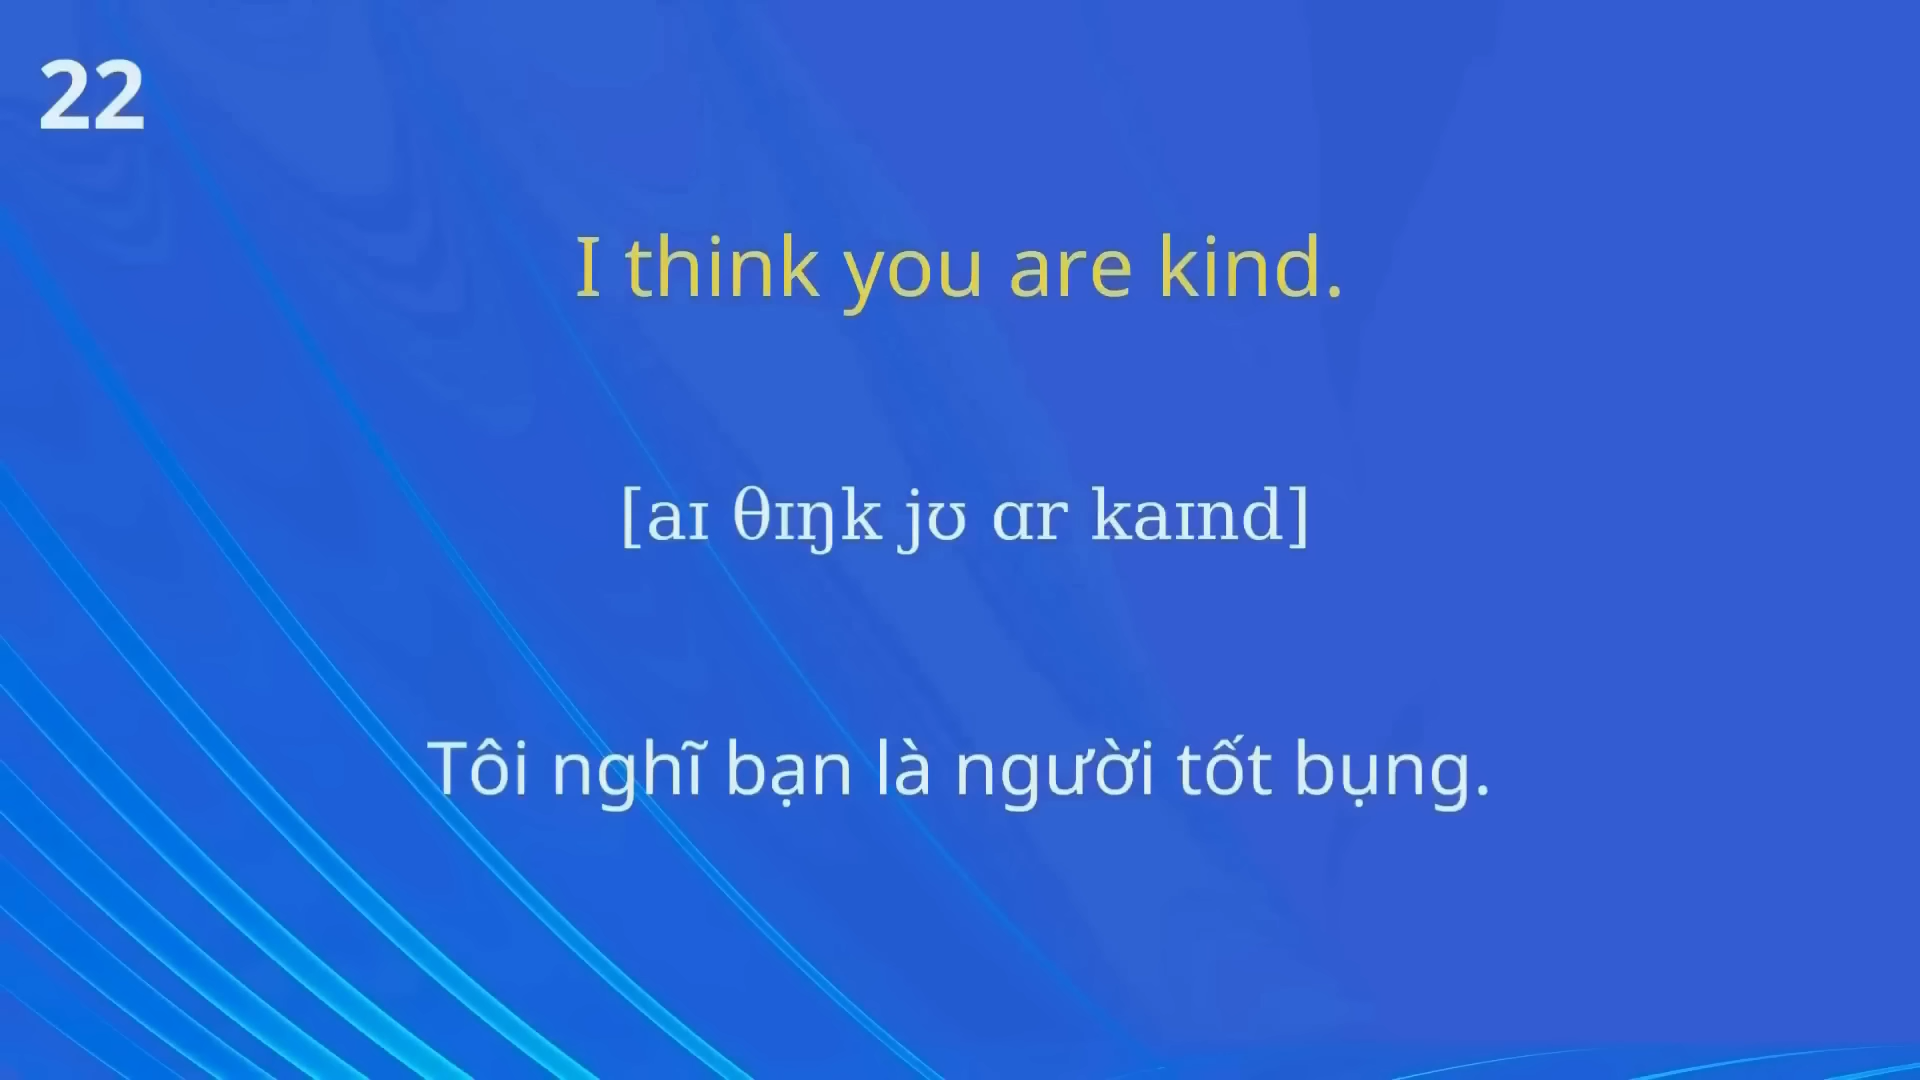 22
I think you are kind.
[aɪ θɪŋk jʊ ɑr kaɪnd]
Tôi nghĩ bạn là người tốt bụng.